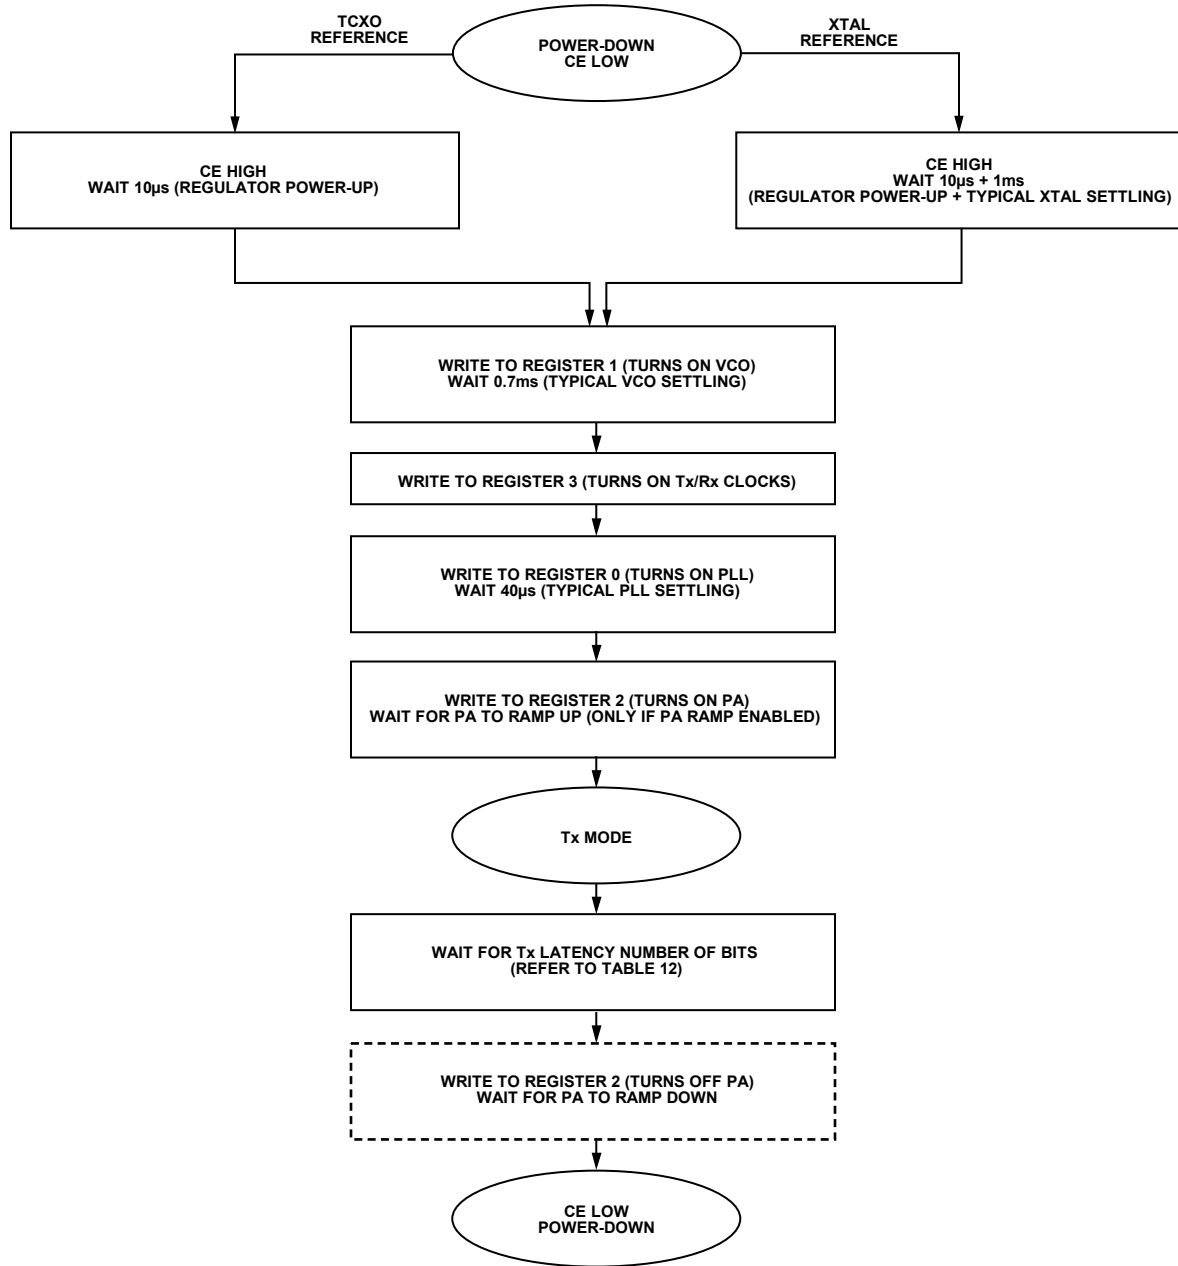 TCXO
REFERENCE
POWER-DOWN
CE LOW
XTAL
REFERENCE
CE HIGH
WAIT 10µs (REGULATOR POWER-UP)
CE HIGH
WAIT 10µs + 1ms
(REGULATOR POWER-UP + TYPICAL XTAL SETTLING)
WRITE TO REGISTER 1 (TURNS ON VCO)
WAIT 0.7ms (TYPICAL VCO SETTLING)
WRITE TO REGISTER 3 (TURNS ON Tx/Rx CLOCKS)
WRITE TO REGISTER 0 (TURNS ON PLL)
WAIT 40µs (TYPICAL PLL SETTLING)
WRITE TO REGISTER 2 (TURNS ON PA)
WAIT FOR PA TO RAMP UP (ONLY IF PA RAMP ENABLED)
Tx MODE
WAIT FOR Tx LATENCY NUMBER OF BITS
(REFER TO TABLE 12)
WRITE TO REGISTER 2 (TURNS OFF PA)
WAIT FOR PA TO RAMP DOWN
CE LOW
POWER-DOWN